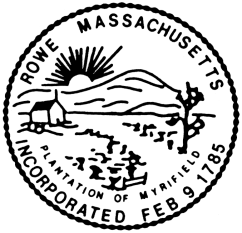 ROWE MASSACHUSETTS
PLANTATION OF MYRIFIELD
INCORPORATED FEB 9 1785